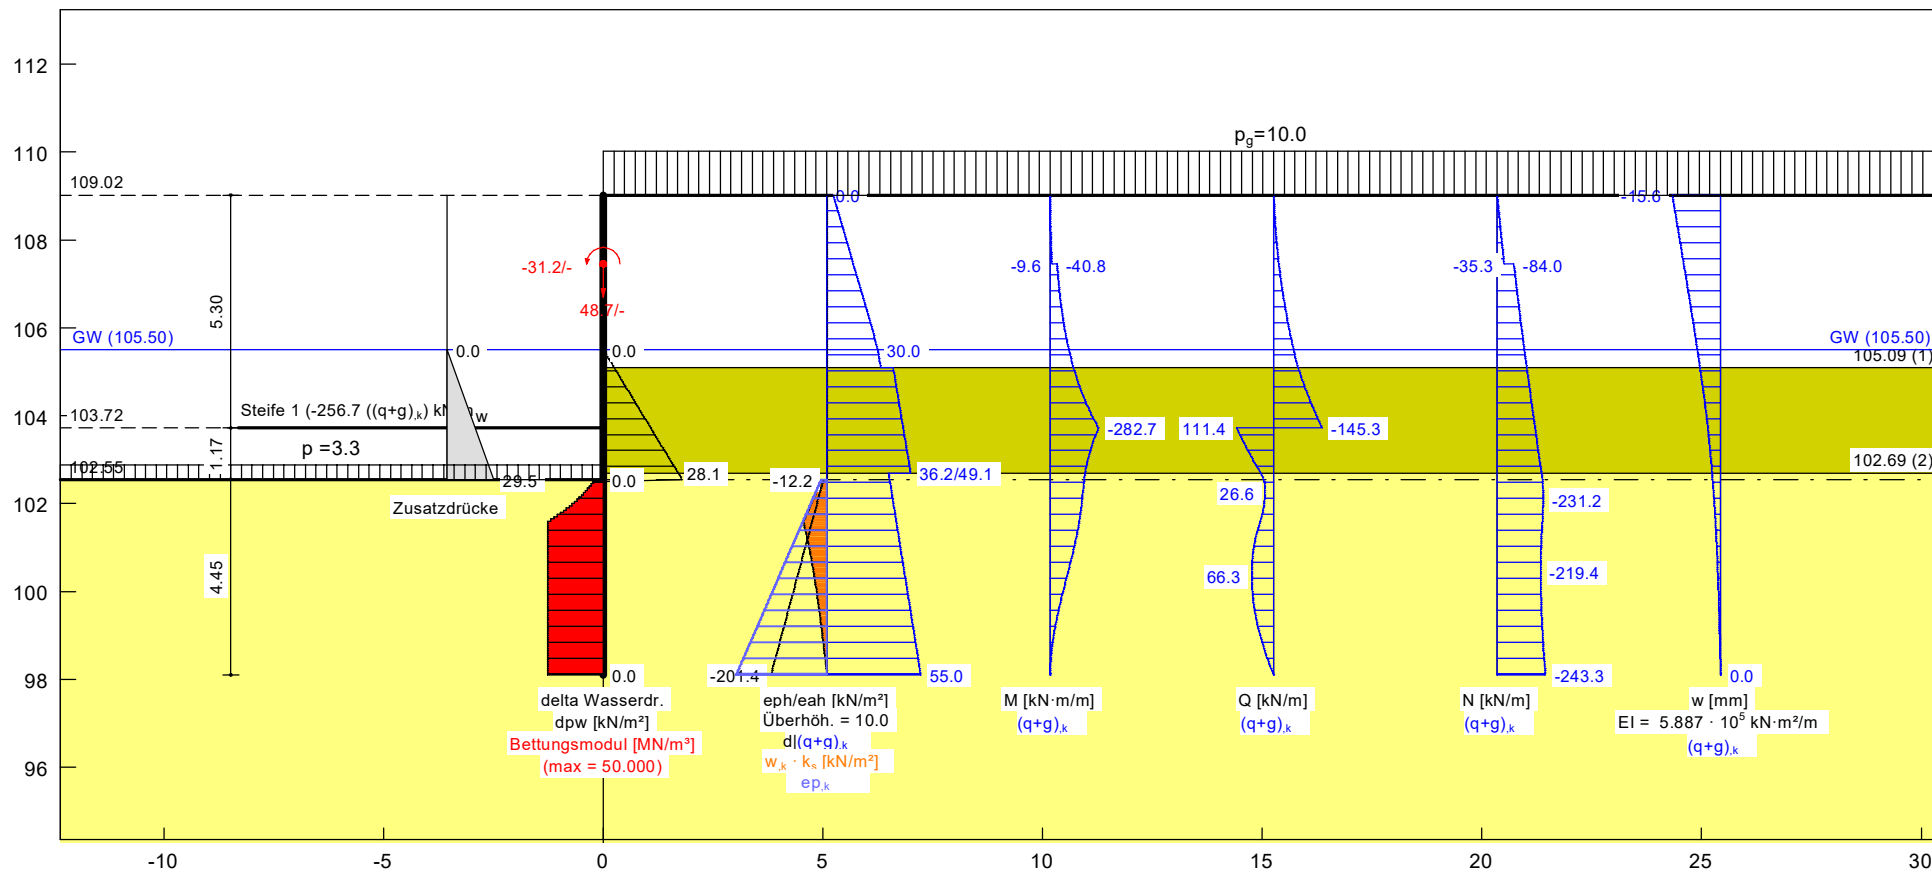 112
110
108
106
104
102
100
98
96
p_g=10.0
109.02
0.0
-15.6
-31.2/-
-9.6
-40.8
-35.3
-84.0
5.30
48.7/-
GW (105.50)
GW (105.50)
0.0
0.0
30.0
105.09 (1)
103.72
Steife 1 (-256.7 ((q+g),k) kN w
-282.7
111.4
-145.3
1.17
p =3.3
102.69 (2)
102.55
29.5
0.0
28.1
-12.2
36.2/49.1
26.6
-231.2
Zusatzdrücke
4.45
66.3
-219.4
0.0
-201.4
55.0
-243.3
0.0
delta Wasserdr.
dpw [kN/m²]
Bettungsmodul [MN/m³]
(max = 50.000)
eph/eah [kN/m²]
Überhöh. = 10.0
(q+g),k
w,k · ks [kN/m²]
ep,k
M [kN·m/m]
(q+g),k
Q [kN/m]
(q+g),k
N [kN/m]
(q+g),k
w [mm]
EI = 5.887 · 10⁵ kN·m²/m
(q+g),k
-10
-5
0
5
10
15
20
25
30